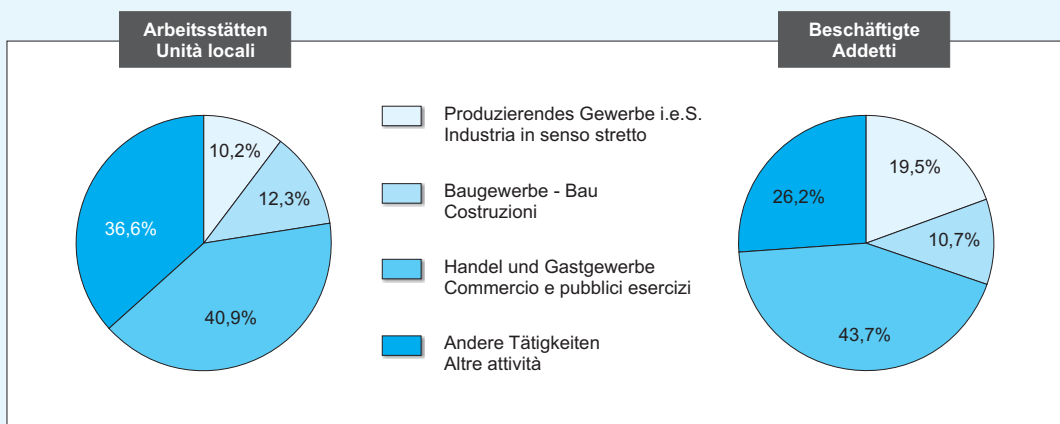 Arbeitsstätten
Unità locali
Beschäftigte
Addetti
10,2%
12,3%
40,9%
36,6%
Produzierendes Gewerbe i.e.S.
Industria in senso stretto
Baugewerbe - Bau
Costruzioni
Handel und Gastgewerbe
Commercio e pubblici esercizi
Andere Tätigkeiten
Altre attività
19,5%
10,7%
43,7%
26,2%